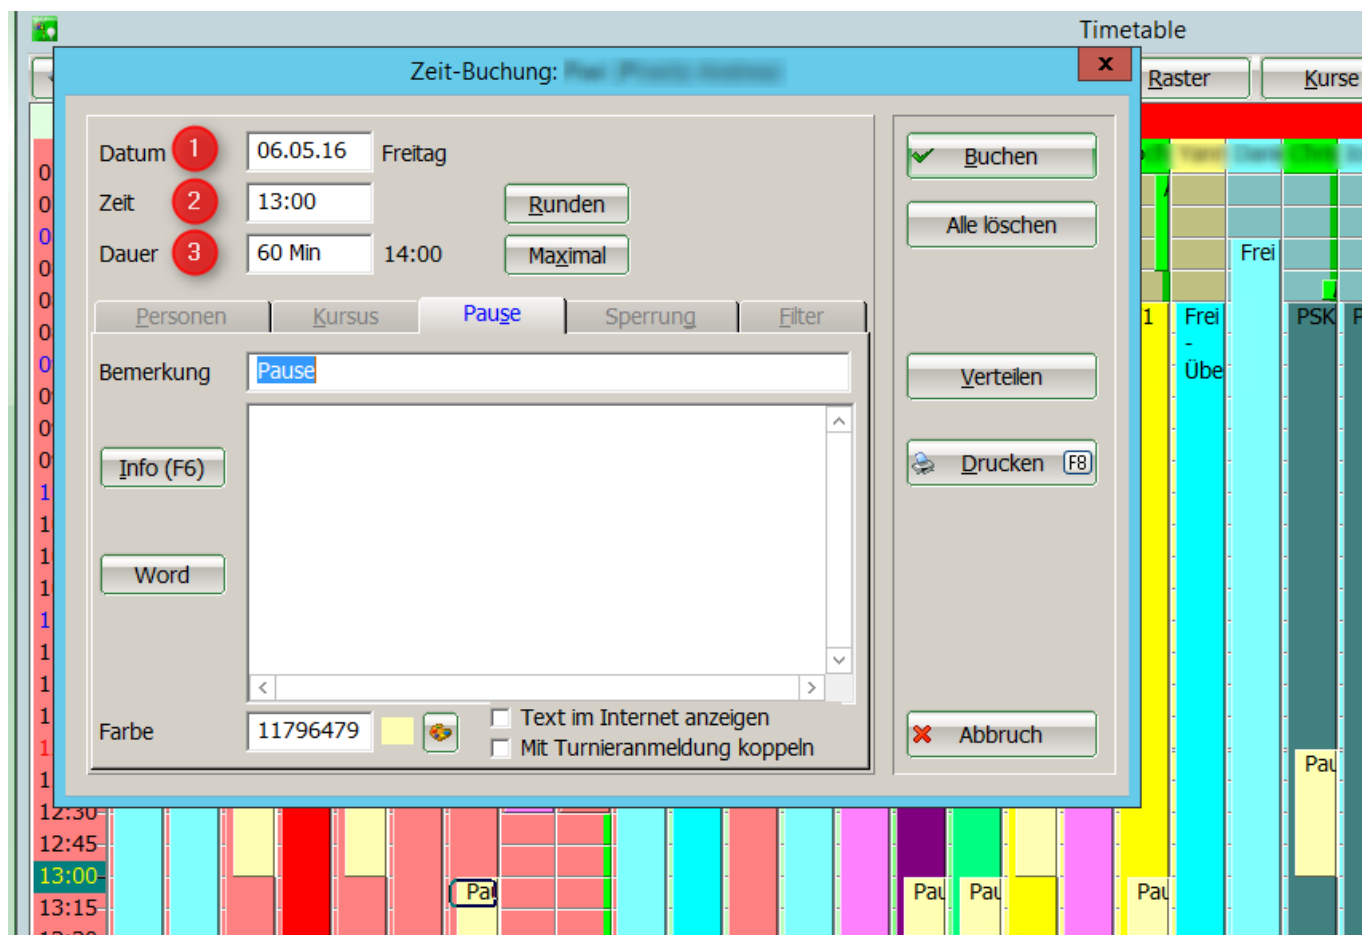 Timetable
Zeit-Buchung:
x
Raster
Kurse
Datum 1 06.05.16 Freitag
Buchen
Zeit 2 13:00 Runden
Alle löschen
Dauer 3 60 Min 14:00 Maximal
Frei
Personen Kursus Pause Sperrung Filter
1 Frei PSK P
-
Übe
Bemerkung Pause
Verteilen
Info (F6)
Drucken F8
Word
Farbe 11796479
Text im Internet anzeigen
Mit Turnieranmeldung koppeln
Abbruch
Pau
12:30
12:45
13:00
Pau Pau Pau Pau
13:15